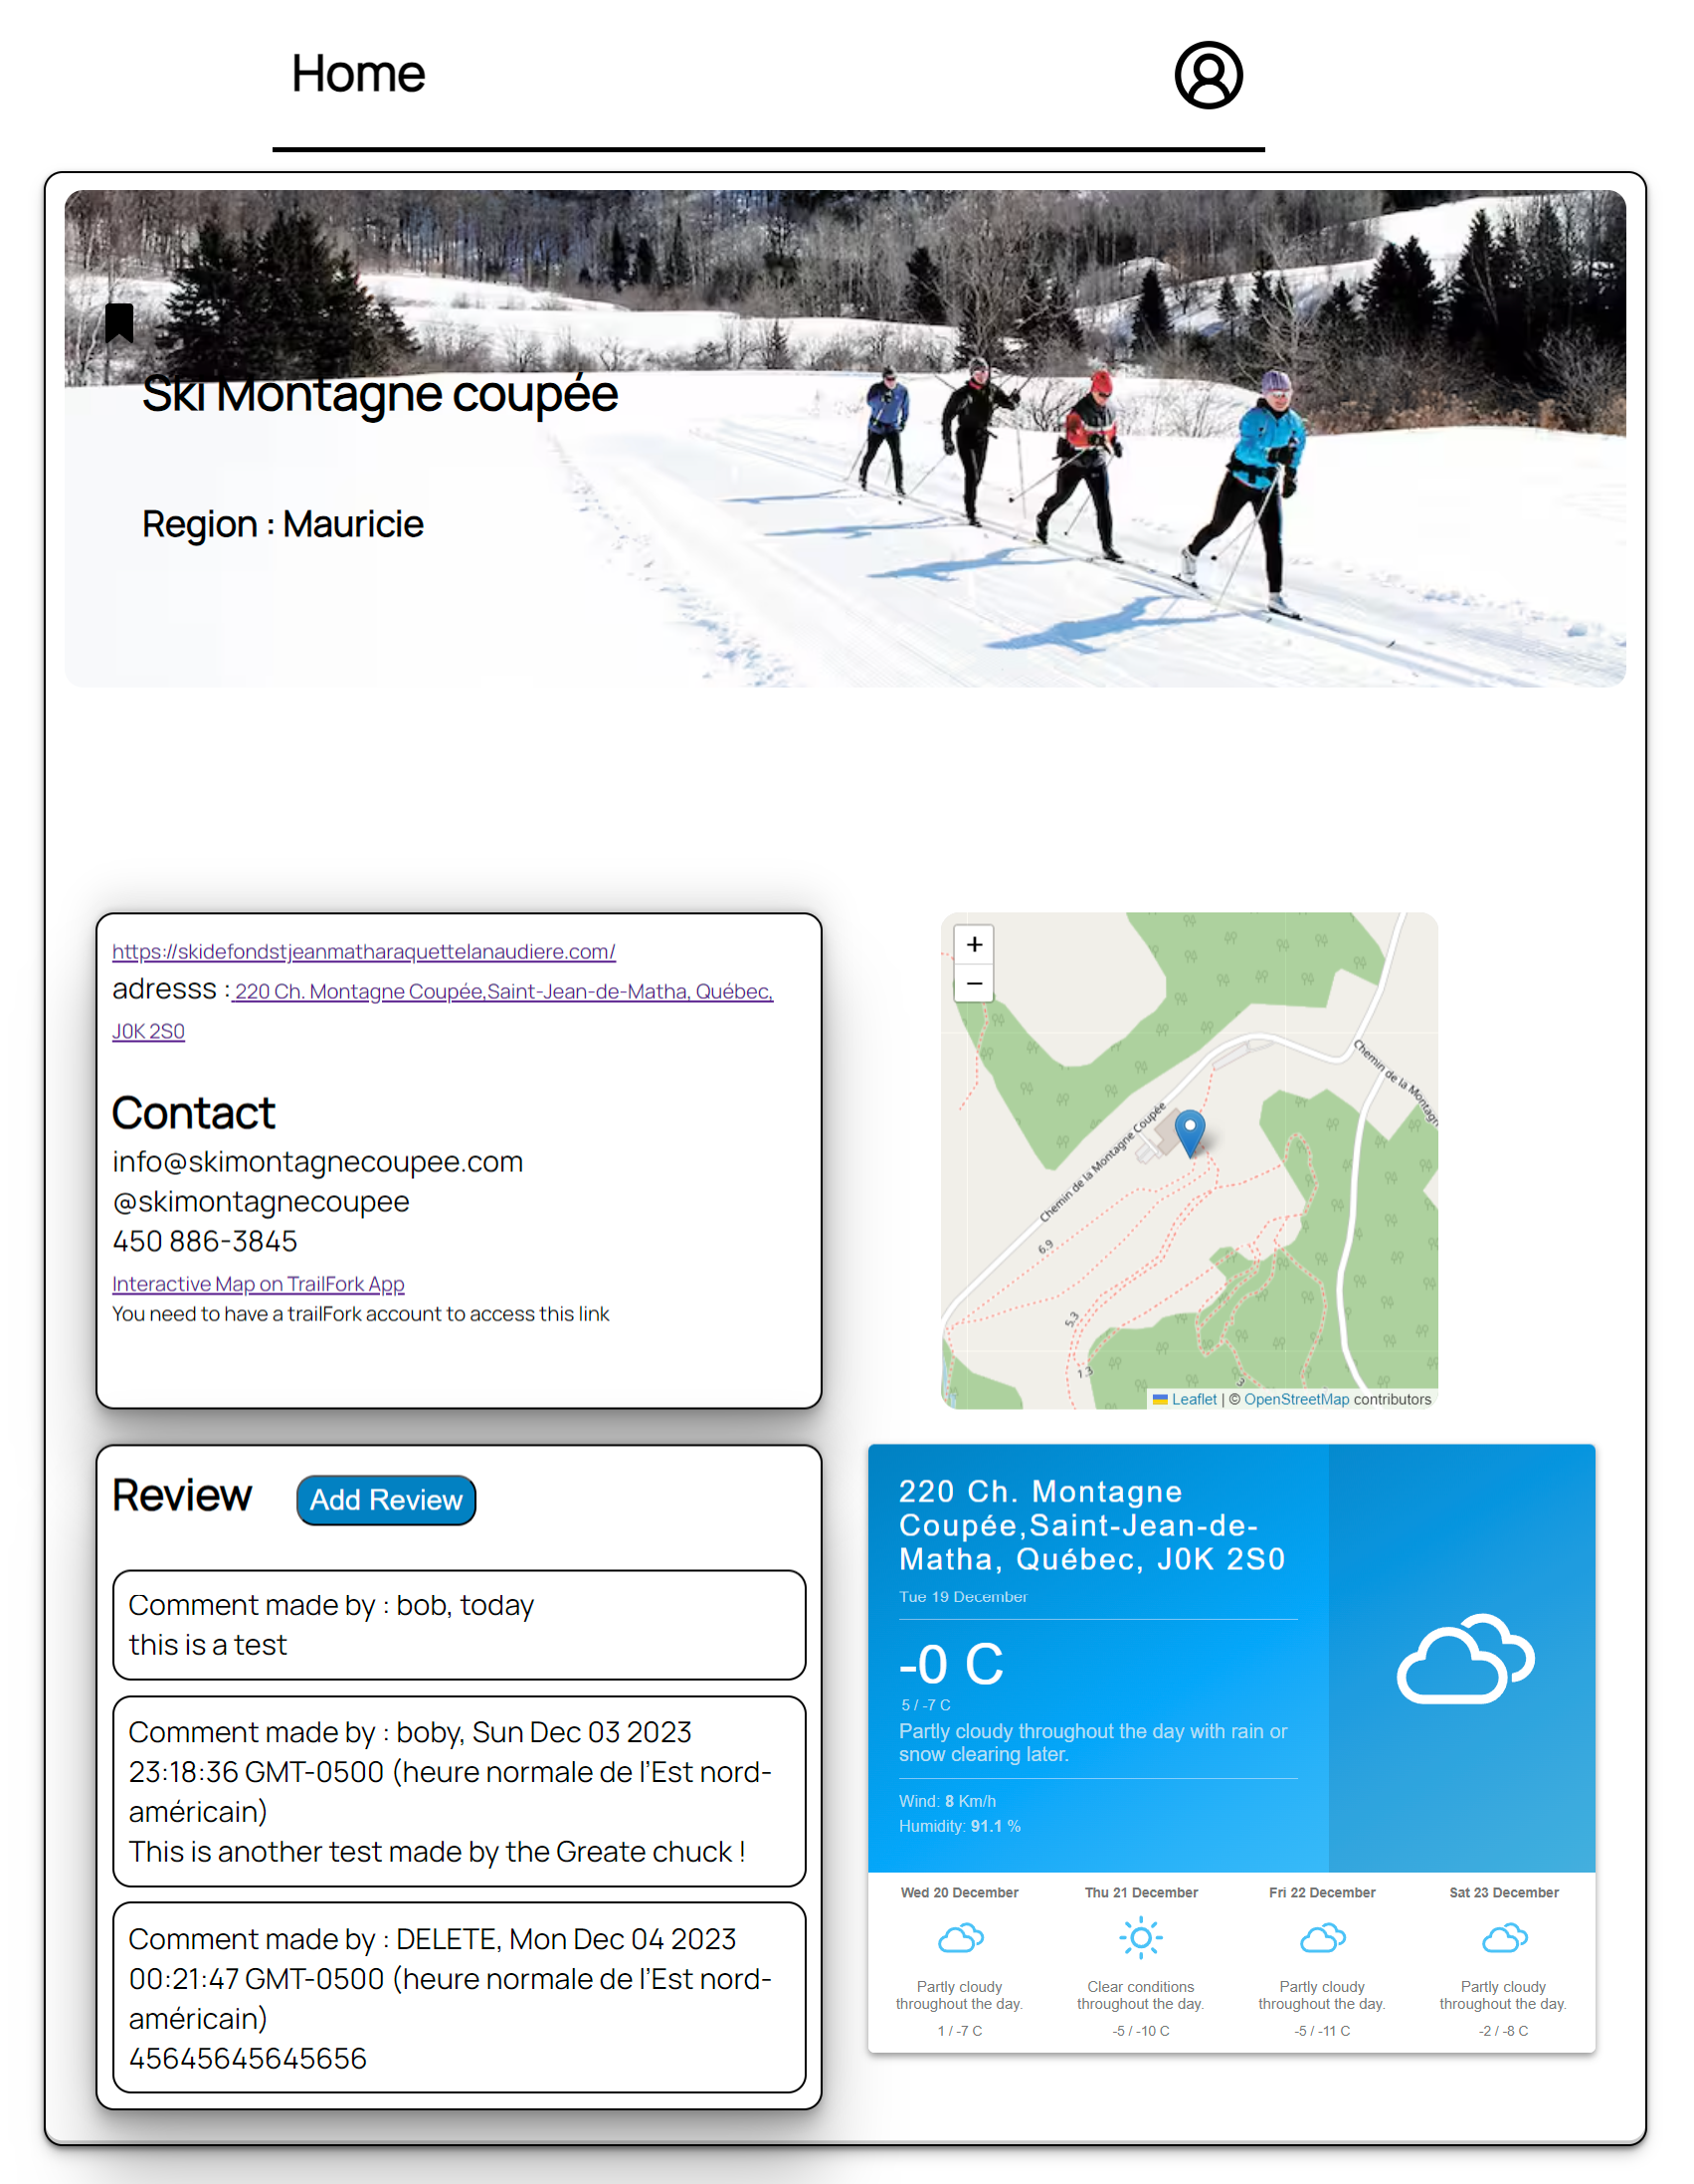 Home
Ski Montagne coupée
Region : Mauricie
https://skidefondstjeanmatharaquettelanaudiere.com/
adresss : 220 Ch. Montagne Coupée,Saint-Jean-de-Matha, Québec,
J0K 2S0
Contact
info@skimontagnecoupee.com
@skimontagnecoupee
450 886-3845
Interactive Map on TrailFork App
You need to have a trailFork account to access this link
+
−
Chemin de la Montagne Coupée
Chemin de la Montagn
6.9
5.3
1.3
3
Leaflet | © OpenStreetMap contributors
Review
Add Review
Comment made by : bob, today
this is a test
Comment made by : boby, Sun Dec 03 2023
23:18:36 GMT-0500 (heure normale de l’Est nord-
américain)
This is another test made by the Greate chuck !
Comment made by : DELETE, Mon Dec 04 2023
00:21:47 GMT-0500 (heure normale de l’Est nord-
américain)
45645645645656
220 Ch. Montagne
Coupée,Saint-Jean-de-
Matha, Québec, J0K 2S0
Tue 19 December
-0 C
5 / -7 C
Partly cloudy throughout the day with rain or
snow clearing later.
Wind: 8 Km/h
Humidity: 91.1 %
Wed 20 December
Partly cloudy
throughout the day.
1 / -7 C
Thu 21 December
Clear conditions
throughout the day.
-5 / -10 C
Fri 22 December
Partly cloudy
throughout the day.
-5 / -11 C
Sat 23 December
Partly cloudy
throughout the day.
-2 / -8 C